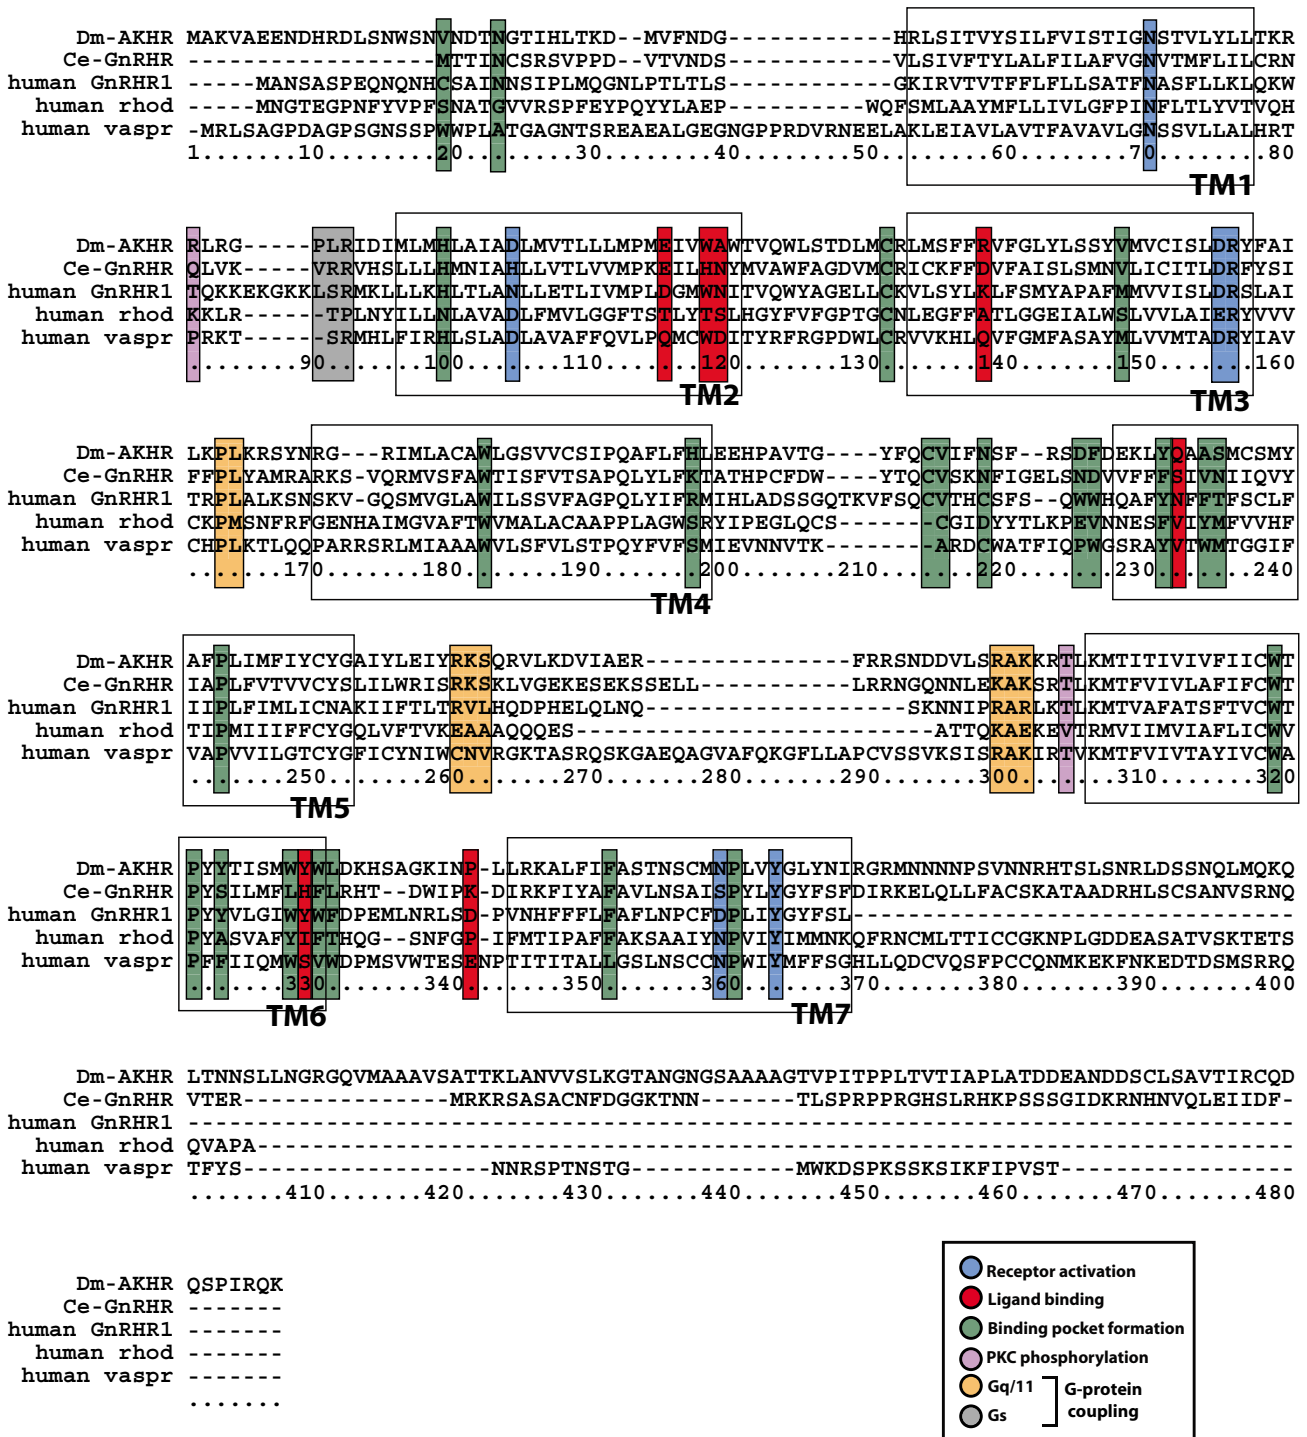 Dm-AKHR MAKVAEENDHRDLSNWSNVNDTNGTIHLTKD--MVFNDG------------HRLSITVYSILFVISTIGNSTVLYLLTKR
Ce-GnRHR ------------------MTTINCSRSVPPD--VTVNDS------------VLSIVFTYLALFILAFVGNVTMFLILCRN
human GnRHR1 -----MANSASPEQNQNHCSAINNSIPLMQGNLPTLTLS------------GKIRVTVTFFLFLLSATFNASFLLKLQKW
human rhod -----MNGTEGPNFYVPFSNATGVVRSPFEYPQYYLAEP----------WQFSMLAAYMFLLIVLGFPINFLTLYVTVQH
human vaspr -MRLSAGPDAGPSGNSSPWWPLATGAGNTSREAEALGEGNGPPRDVRNEELAKLEIAVLAVTFAVAVLGNSSVLLALHRT
1.......10........20........30........40........50........60........70........80
TM1
Dm-AKHR RLRG-----PLRIDIMLMHLAIADLMVTLLLMPMEIVWAWTVQWLSTDLMCRLMSFFRVFGLYLSSYVMVCISLDRYFAI
Ce-GnRHR QLVK-----VRRVHSLLLHMNIAHLLVTLVVMPKEILHNYMVAWFAGDVMCRICKFFDVFAISLSMNVLICITLDRFYSI
human GnRHR1 TQKKEKGKKLSRMKLLLKHLTLANLLETLIVMPLDGMWNITVQWYAGELLCKVLSYLKLFSMYAPAFMMVVISLDRSLAI
human rhod KKLR------TPLNYILLNLAVADLFMVLGGFTSTLYTSLHGYFVFGPTGCNLEGFFATLGGEIALWSLVVLAIERYVVV
human vaspr PRKT------SRMHLFIRHLSLADLAVAFFQVLPQMCWDITYRFRGPDWLCRVVKHLQVFGMFASAYMLVVMTADRYIAV
........90........100.......110.......120.......130.......140.......150.......160
TM2
TM3
Dm-AKHR LKPLKRSYNRG---RIMLACAWLGSVVCSIPQAFLFHLEEHPAVTG----YFQCVIFNSF--RSDFDEKLYQAASMCSMY
Ce-GnRHR FFPLYAMRARKS-VQRMVSFAWTISFVTSAPQLYLFKTATHPCFDW----YTQCVSKNFIGELSNDVVFFFSIVNIIQVY
human GnRHR1 TRPLALKSNSKV-GQSMVGLAWILSSVFAGPQLYIFRMIHLADSSGQTKVFSQCVTHCSFS--QWWHQAFYNFFTFSCLF
human rhod CKPMSNFRFGENHAIMGVAFTWVMALACAAPPLAGWSRYIPEGLQCS------CGIDYYTLKPEVNNESFVIYMFVVHF
human vaspr CHPLKTLQQPARRSRLMIAAAWVLSFVLSTPQYFVFSMIEVNNVTK--------ARDCWATFIQPWGSRAYVTWMTGGIF
.......170.......180.......190.......200.......210.......220.......230.......240
TM4
Dm-AKHR AFPLIMFIYCYGAIYLEIYRKSQRVLKDVIAER---------------FRRSNDDVLSRAKKRTLKMTITIVIVFIICWT
Ce-GnRHR IAPLFVTVVCYSLILWRISRKSKLVGEKESEKSSELL-----------LRRNGQNNLEKAKSRTLKMTFVIVLAFIFCWT
human GnRHR1 IIPLFIMLICNAKIIFTLTRVLHQDPHELQLNQ---------------SKNNIPRARLKTLKMTVAFATSFTVCWT
human rhod TIPMIIIFFCYGQLVFTVKEAAAQQQES--------------------------ATTQKAEKEVTRMVIIMVIAFLICWV
human vaspr VAPVVILGTCYGFICYNIWCNVRGKTASRQSKGAEQAGVAFQKGFLLAPCVSSVKSISRAKIRTVKMTFVIVTAYIVCWA
.......250.......260.......270.......280.......290.......300.......310.......320
TM5
Dm-AKHR PYYTISMWYWLDKHSAGKINP-LLRKALFIFASTNSCMNPLVYGLYNIRGRMNNNNPSVNNRHTSLSNRLDSSNQLMQKQ
Ce-GnRHR PYSILMFLHFLRHT--DWIPK-DIRKFIYAFAVLNSAISPYLYGYFSFDIRKELQLLFACSKATAADRHLSCSANVSRNQ
human GnRHR1 PYYVLGIWYWFDPEMLNRLSD-PVNHFFFLFAFLNPCFDPLIYGYFSL--------------------------------
human rhod PYASVAFYIFTHQG--SNFGP-IFMTIPAFFAKSAAIYNPVIYIMMNKQFRNCMLTTICCGKNPLGDDEASATVSKTETS
human vaspr PFFIIQMWSVWDPMSVWTESENPTITITALLGSLNSCCNPWIYMFFSGHLLQDCVQSFPCCQNMKEKFNKEDTDSMSRRQ
.......330.......340.......350.......360.......370.......380.......390.......400
TM6
TM7
Dm-AKHR LTNNSLLNGRGQVMAAAVSATTKLANVVSLKGTANGNGSAAAAGTVPITPPLTVTIAPLATDDEANDDSCLSAVTIRCQD
Ce-GnRHR VTER---------------MRKRSASACNFDGGKTNN-------TLSPRPPRGHSLRHKPSSSGIDKRNHNVQLEIIDF-
human GnRHR1 --------------------------------------------------------------------------------
human rhod QVAPA---------------------------------------------------------------------------
human vaspr TFYS------------------NNRSPTNSTG------------MWKDSPKSSKSIKFIPVST-----------------
.......410.......420.......430.......440.......450.......460.......470.......480
Dm-AKHR QSPIRQK
Ce-GnRHR -------
human GnRHR1 -------
human rhod -------
human vaspr -------
.......
Receptor activation
Ligand binding
Binding pocket formation
PKC phosphorylation
Gq/11
Gs
G-protein coupling